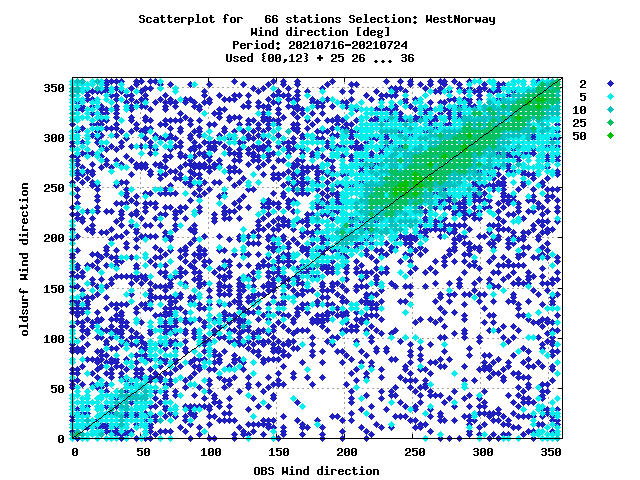 Scatterplot for   66 stations Selection: WestNorway
Wind direction [deg]
Period: 20210716-20210724
Used {00,12} + 25 26 ... 36
2
5
10
25
50
350
300
250
200
150
100
50
0
oldsurf Wind direction
0 50 100 150 200 250 300 350
OBS Wind direction